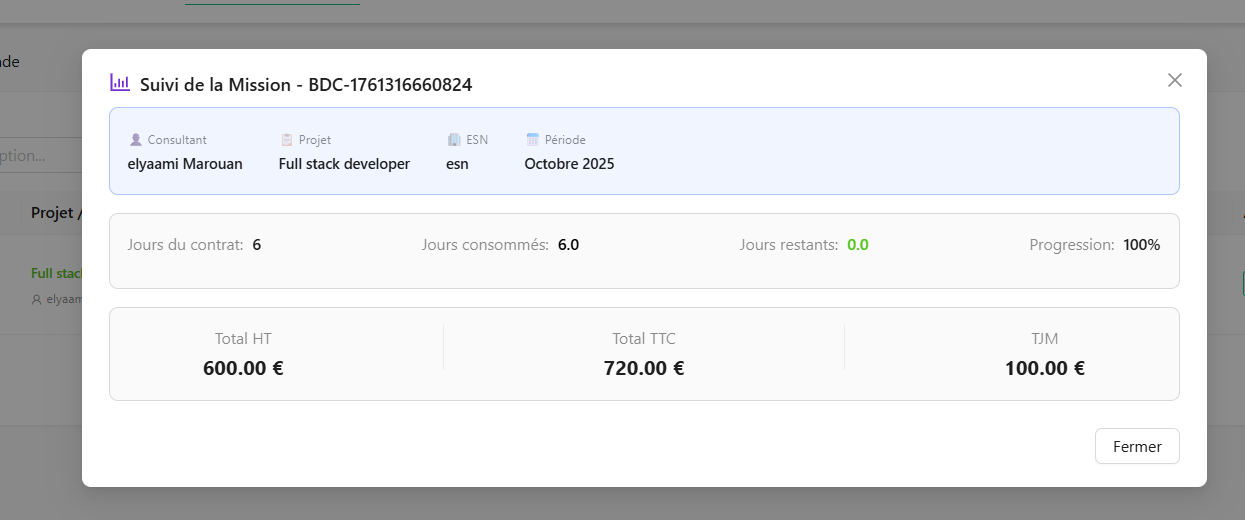 nde
Suivi de la Mission - BDC-1761316660824
Consultant Projet ESN Période
elyaami Marouan Full stack developer esn Octobre 2025
ption...
Projet /
Jours du contrat: 6 Jours consommés: 6.0 Jours restants: 0.0 Progression: 100%
Full stac
elyaam
Total HT Total TTC TJM
600.00 € 720.00 € 100.00 €
Fermer